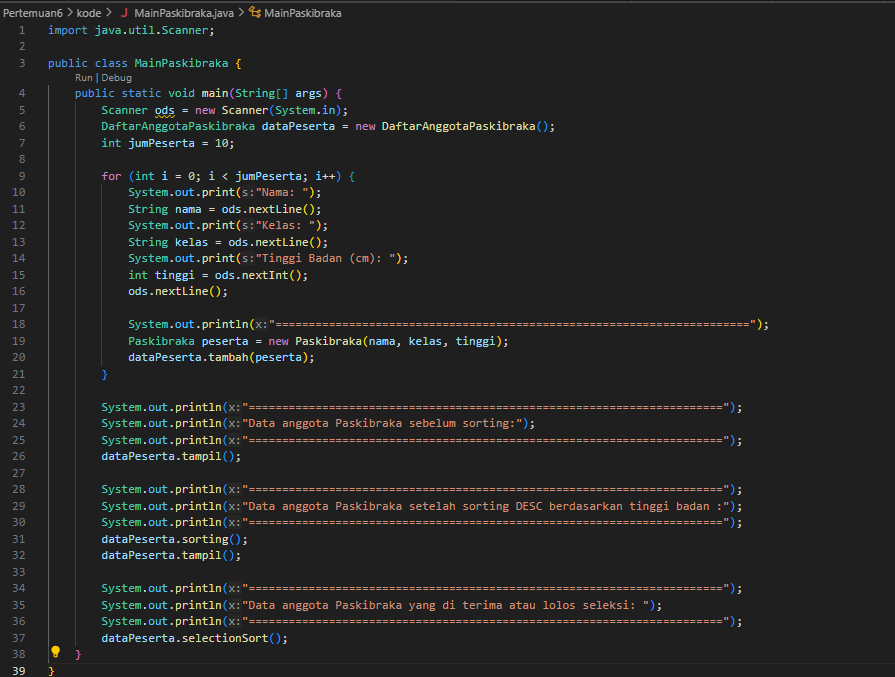 Pertemuan6 > kode > J MainPaskibraka.java > MainPaskibraka
1 import java.util.Scanner;
2
3 public class MainPaskibraka {
Run | Debug
4 public static void main(String[] args) {
5 Scanner ods = new Scanner(System.in);
6 DaftarAnggotaPaskibraka dataPeserta = new DaftarAnggotaPaskibraka();
7 int jumPeserta = 10;
8
9 for (int i = 0; i < jumPeserta; i++) {
10 System.out.print(s:"Nama: ");
11 String nama = ods.nextLine();
12 System.out.print(s:"Kelas: ");
13 String kelas = ods.nextLine();
14 System.out.print(s:"Tinggi Badan (cm): ");
15 int tinggi = ods.nextInt();
16 ods.nextLine();
17
18 System.out.println(x:"=======================================================================");
19 Paskibraka peserta = new Paskibraka(nama, kelas, tinggi);
20 dataPeserta.tambah(peserta);
21 }
22
23 System.out.println(x:"=======================================================================");
24 System.out.println(x:"Data anggota Paskibraka sebelum sorting:");
25 System.out.println(x:"=======================================================================");
26 dataPeserta.tampil();
27
28 System.out.println(x:"=======================================================================");
29 System.out.println(x:"Data anggota Paskibraka setelah sorting DESC berdasarkan tinggi badan :");
30 System.out.println(x:"=======================================================================");
31 dataPeserta.sorting();
32 dataPeserta.tampil();
33
34 System.out.println(x:"=======================================================================");
35 System.out.println(x:"Data anggota Paskibraka yang di terima atau lolos seleksi: ");
36 System.out.println(x:"=======================================================================");
37 dataPeserta.selectionSort();
38 }
39 }